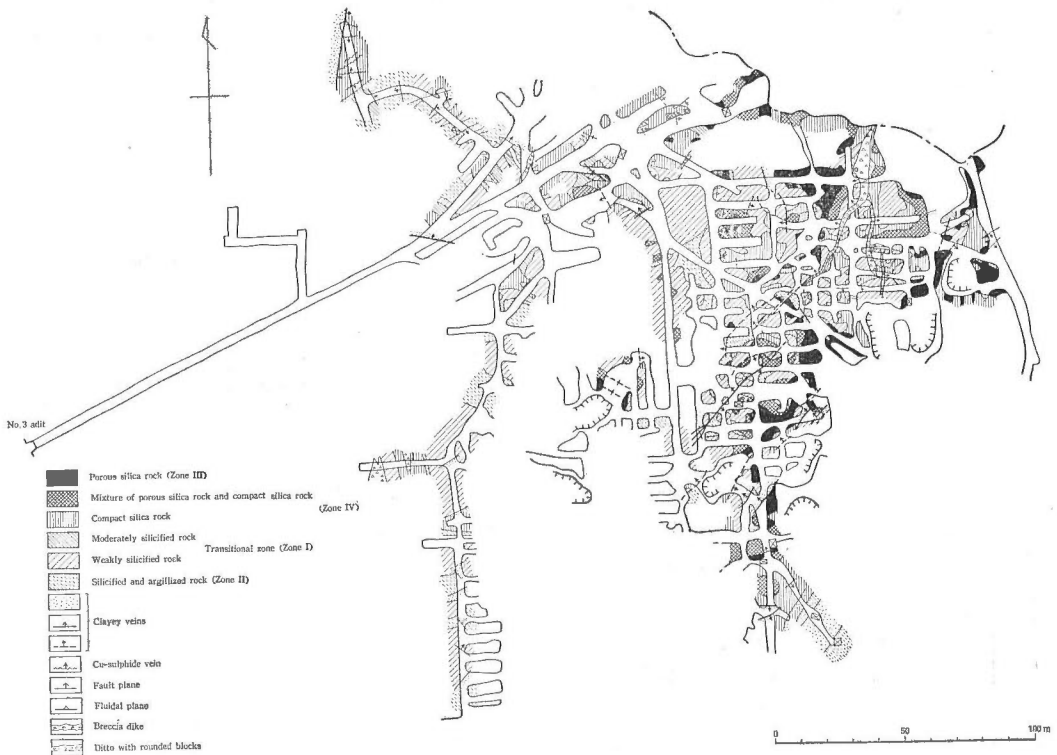 No.3 adit
Porous silica rock (Zone III)
Mixture of porous silica rock and compact silica rock
(Zone IV)
Compact silica rock
Moderately silicified rock
Transitional zone (Zone I)
Weakly silicified rock
Silicified and argillized rock (Zone II)
Clayey veins
Cu-sulphide vein
Fault plane
Fluidal plane
Breccia dike
Ditto with rounded blocks
0 50 100 m